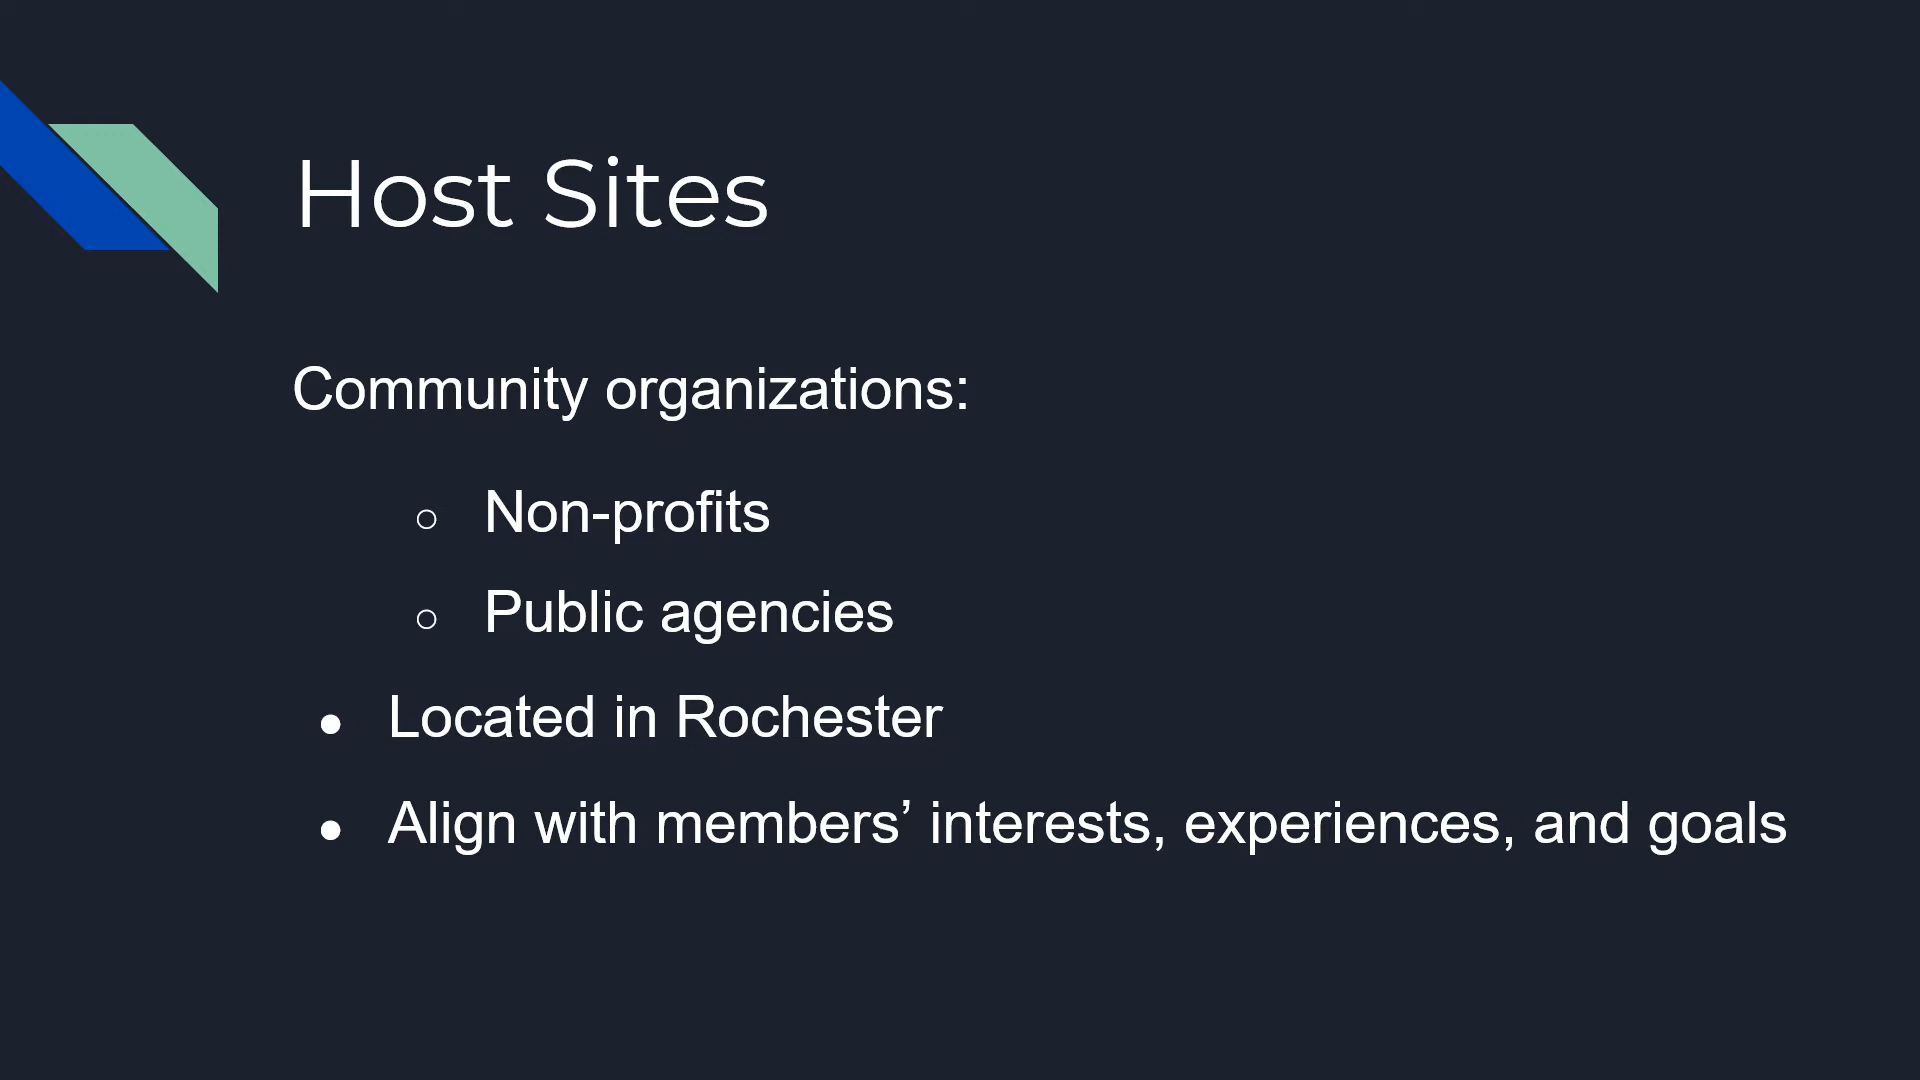 Host Sites
Community organizations:
○ Non-profits
○ Public agencies
● Located in Rochester
● Align with members’ interests, experiences, and goals